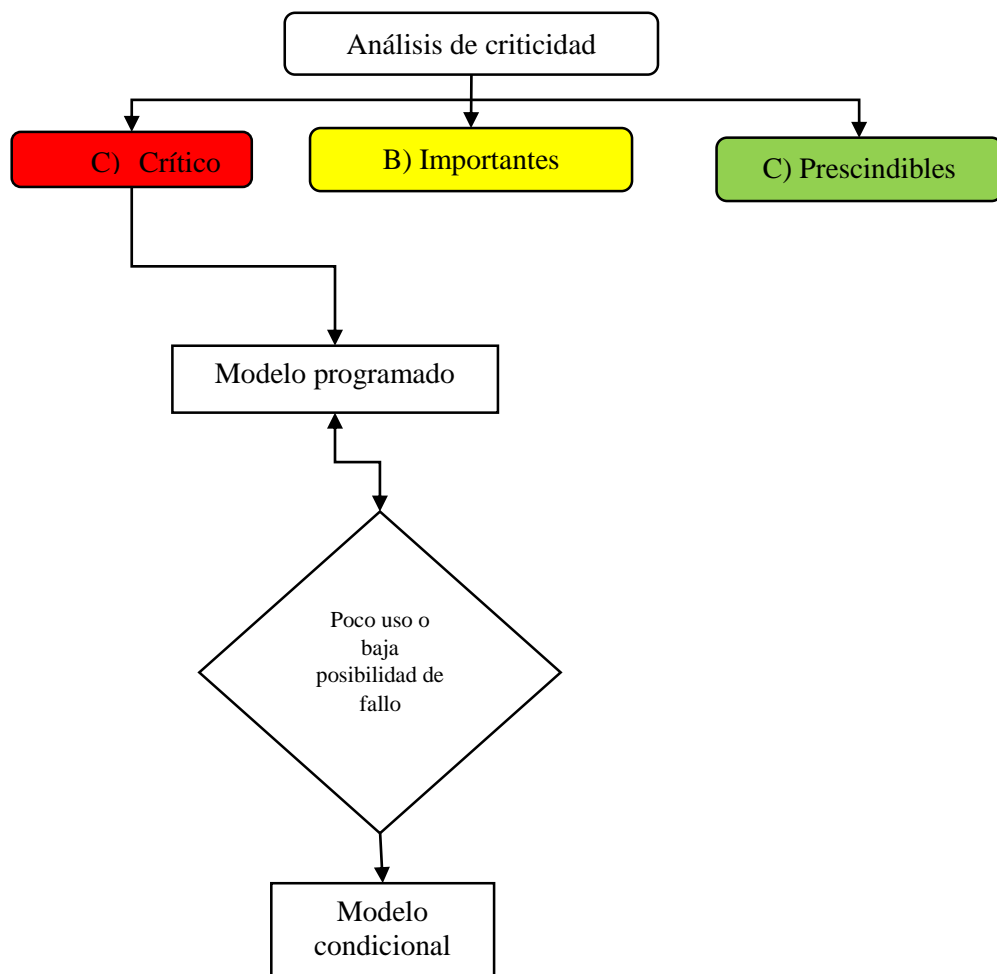 Análisis de criticidad
C) Crítico
B) Importantes
C) Prescindibles
Modelo programado
Poco uso o
baja
posibilidad de
fallo
Modelo
condicional